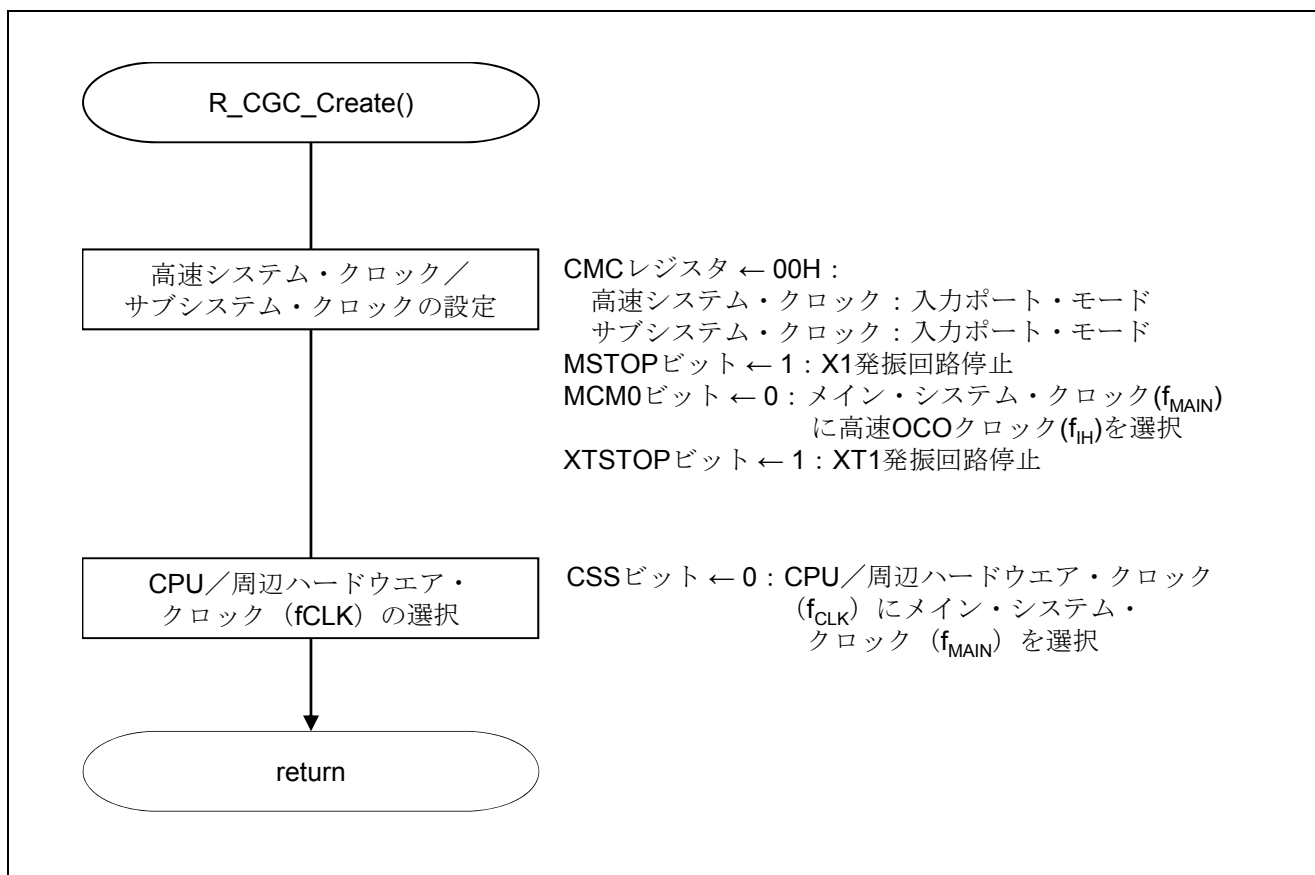 R_CGC_Create()
高速システム・クロック／
サブシステム・クロックの設定
CMCレジスタ ← 00H：
高速システム・クロック：入力ポート・モード
サブシステム・クロック：入力ポート・モード
MSTOPビット ← 1：X1発振回路停止
MCM0ビット ← 0：メイン・システム・クロック(fMAIN)
に高速OCOクロック(fIH)を選択
XTSTOPビット ← 1：XT1発振回路停止
CPU／周辺ハードウエア・
クロック（fCLK）の選択
CSSビット ← 0：CPU／周辺ハードウエア・クロック
（fCLK）にメイン・システム・
クロック（fMAIN）を選択
return